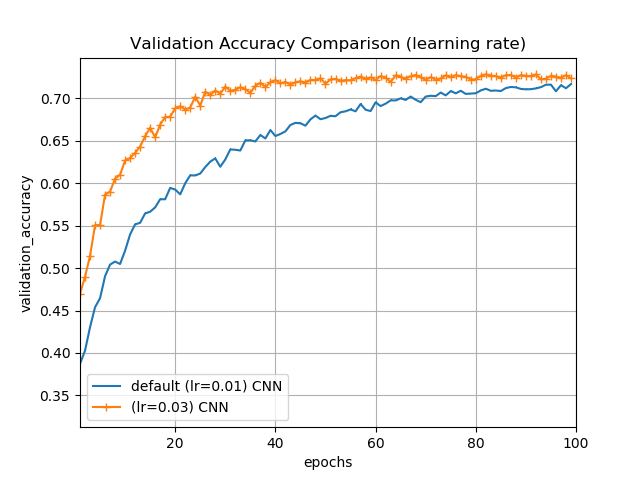 Validation Accuracy Comparison (learning rate)
validation_accuracy
0.70
0.65
0.60
0.55
0.50
0.45
0.40
0.35
default (lr=0.01) CNN
(lr=0.03) CNN
20 40 60 80 100
epochs